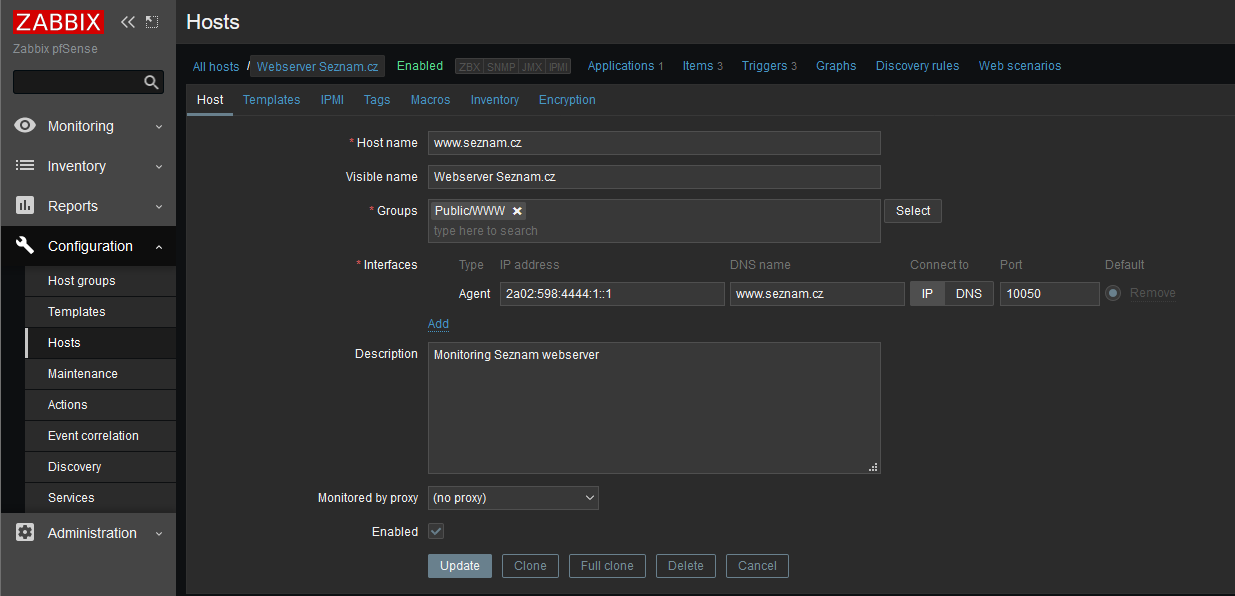 ZABBIX
Zabbix pfSense
Monitoring
Inventory
Reports
Configuration
Host groups
Templates
Hosts
Maintenance
Actions
Event correlation
Discovery
Services
Administration
Hosts
All hosts / Webserver Seznam.cz Enabled ZBX SNMP JMX IPMI Applications 1 Items 3 Triggers 3 Graphs Discovery rules Web scenarios
Host Templates IPMI Tags Macros Inventory Encryption
* Host name www.seznam.cz
Visible name Webserver Seznam.cz
* Groups Public/WWW Select
type here to search
* Interfaces Type IP address DNS name Connect to Port Default
Agent 2a02:598:4444:1::1 www.seznam.cz IP DNS 10050 Remove
Add
Description Monitoring Seznam webserver
Monitored by proxy (no proxy)
Enabled
Update Clone Full clone Delete Cancel